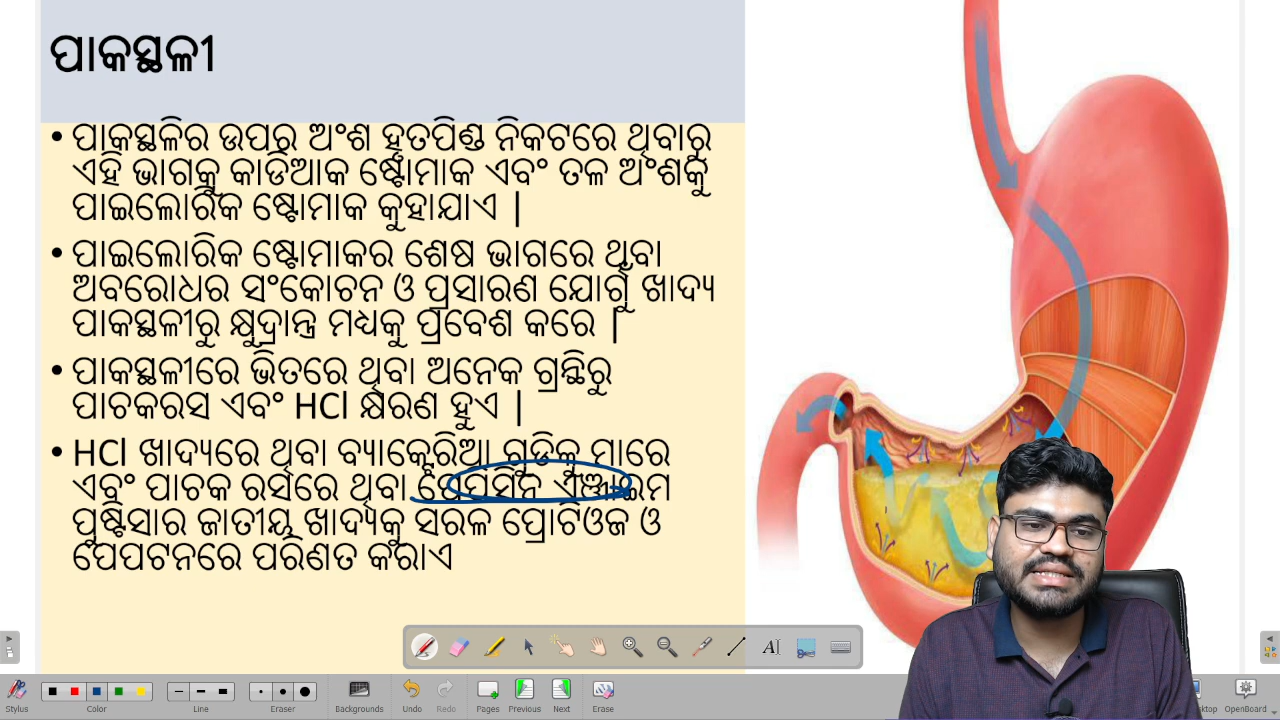 ପାକସ୍ଥଳୀ
• ପାକସ୍ଥଳିର ଉପର ଅଂଶ ହୃତପିଣ୍ଡ ନିକଟରେ ଥିବାରୁ
ଏହି ଭାଗକୁ କାଡିଆକ ଷ୍ଟୋମାକ ଏବଂ ତଳ ଅଂଶକୁ
ପାଇଲୋରିକ ଷ୍ଟୋମାକ କୁହାଯାଏ |
• ପାଇଲୋରିକ ଷ୍ଟୋମାକର ଶେଷ ଭାଗରେ ଥିବା
ଅବରୋଧର ସଂକୋଚନ ଓ ପ୍ରସାରଣ ଯୋଗୁଁ ଖାଦ୍ୟ
ପାକସ୍ଥଳୀରୁ କ୍ଷୁଦ୍ରାନ୍ତ୍ର ମଧ୍ୟକୁ ପ୍ରବେଶ କରେ |
• ପାକସ୍ଥଳୀରେ ଭିତରେ ଥିବା ଅନେକ ଗ୍ରନ୍ଥିରୁ
ପାଚକରସ ଏବଂ HCl କ୍ଷରଣ ହୁଏ |
• HCl ଖାଦ୍ୟରେ ଥିବା ବ୍ୟାକ୍ଟେରିଆ ଗୁଡିକୁ ମାରେ
ଏବଂ ପାଚକ ରସରେ ଥିବା ପେପସିନ ଏଞ୍ଜାଇମ
ପୁଷ୍ଟିସାର ଜାତୀୟ ଖାଦ୍ୟକୁ ସରଳ ପ୍ରୋଟିଓଜ ଓ
ପେପଟନରେ ପରିଣତ କରାଏ
Stylus
Color
Line
Eraser
Backgrounds
Undo
Redo
Pages
Previous
Next
Erase
OpenBoard